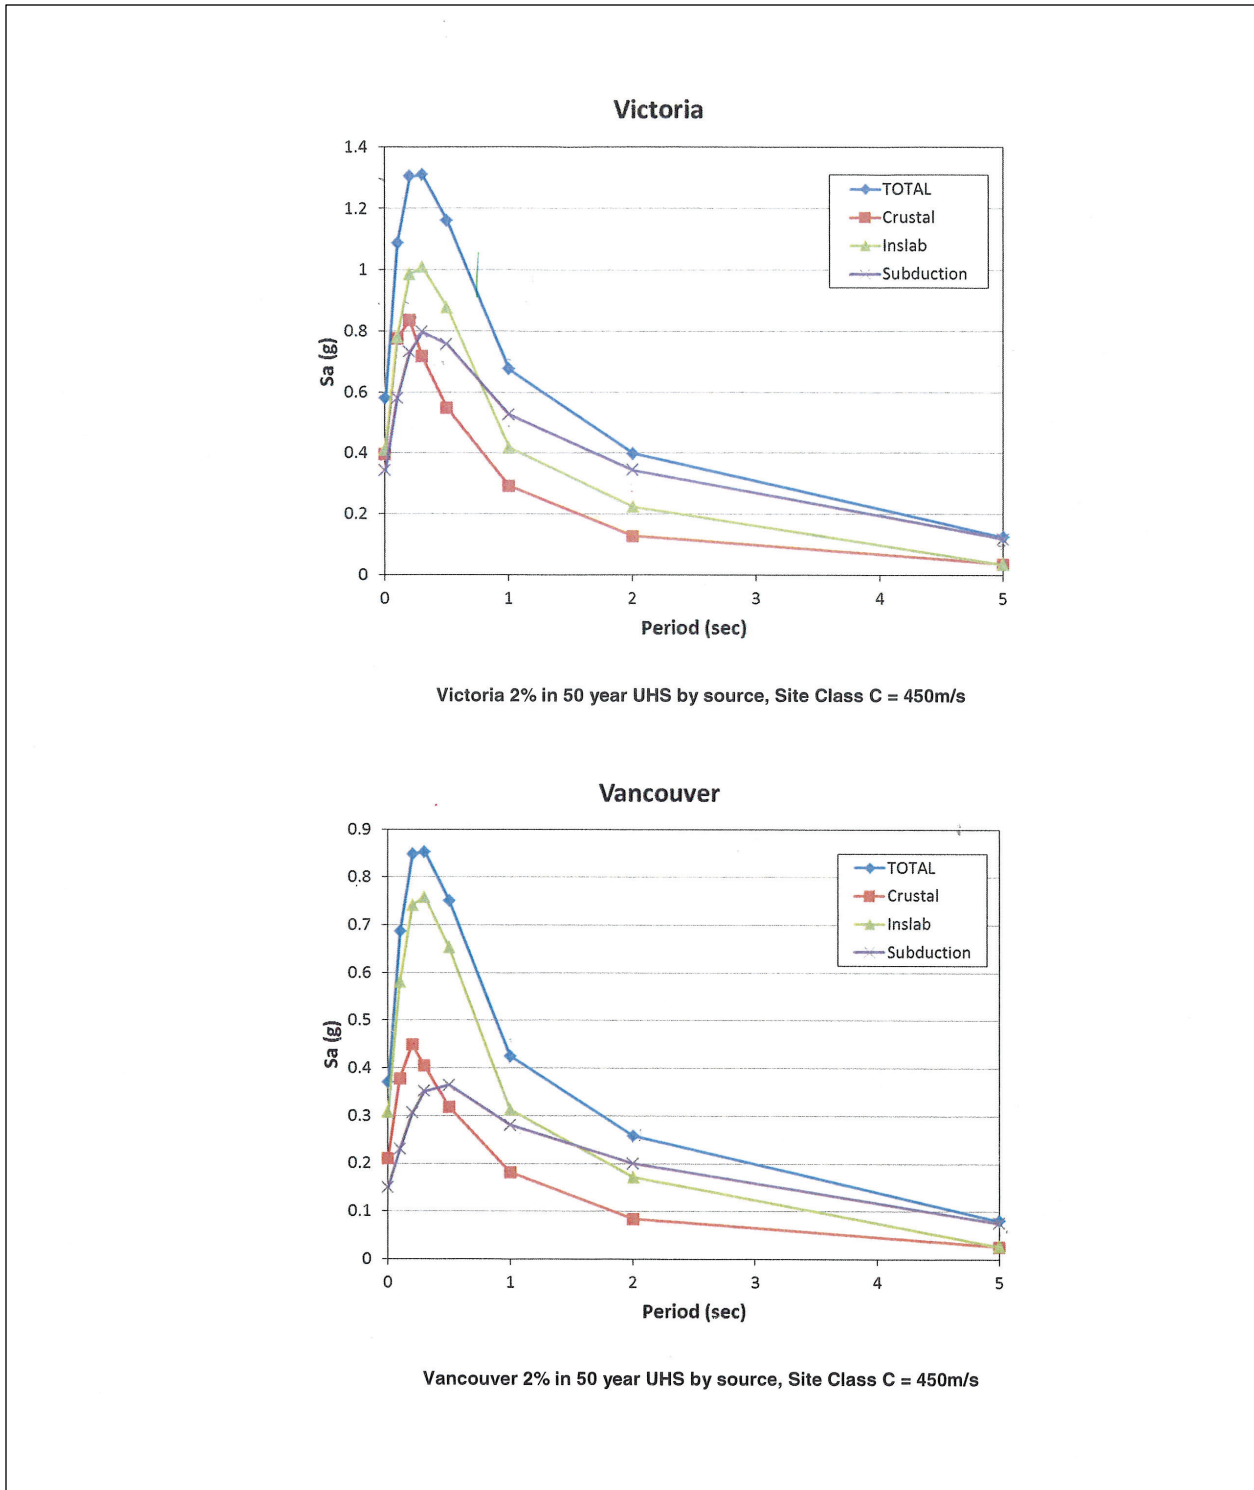 Victoria
1.4
1.2
1
0.8
0.6
0.4
0.2
0
Sa (g)
TOTAL
Crustal
Inslab
Subduction
0 1 2 3 4 5
Period (sec)
Victoria 2% in 50 year UHS by source, Site Class C = 450m/s
Vancouver
0.9
0.8
0.7
0.6
0.5
0.4
0.3
0.2
0.1
0
Sa (g)
TOTAL
Crustal
Inslab
Subduction
0 1 2 3 4 5
Period (sec)
Vancouver 2% in 50 year UHS by source, Site Class C = 450m/s